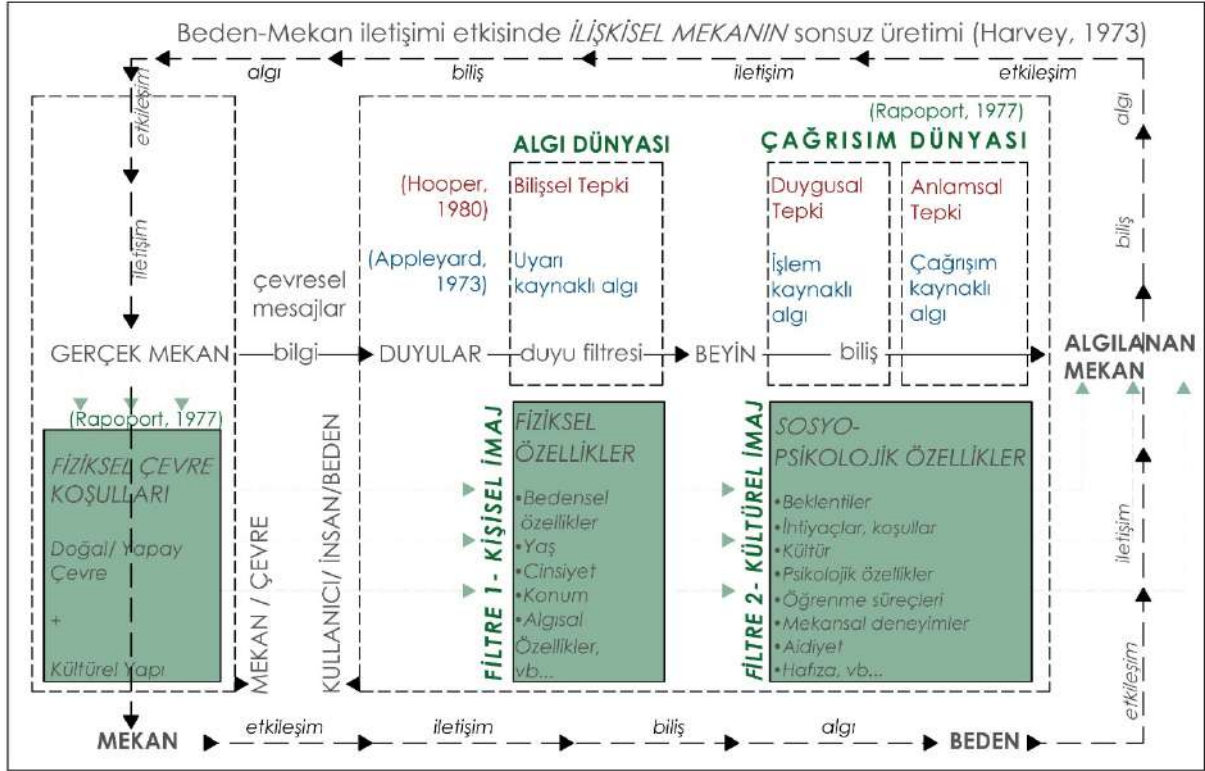 Beden-Mekan iletişimi etkisinde İLİŞKİSEL MEKANIN sonsuz üretimi (Harvey, 1973)
algı
biliş
iletişim
etkileşim
etkileşim
iletişim
GERÇEK MEKAN
(Rapoport, 1977)
FİZİKSEL ÇEVRE
KOŞULLARI
Doğal/ Yapay
Çevre
+
Kültürel Yapı
MEKAN / ÇEVRE
çevresel
mesajlar
bilgi
KULLANICI/ İNSAN/BEDEN
(Hooper,
1980)
(Appleyard,
1973)
DUYULAR
ALGI DÜNYASI
Bilişsel Tepki
Uyarı
kaynaklı algı
duyu filtresi
BEYİN
(Rapoport, 1977)
ÇAĞRISIM DÜNYASI
Duygusal
Tepki
İşlem
kaynaklı
algı
Anlamsal
Tepki
Çağrışım
kaynaklı
algı
biliş
ALGILANAN
MEKAN
FİLTRE 1 - KİŞİSEL İMAJ
FİZİKSEL
ÖZELLİKLER
•Bedensel
özellikler
•Yaş
•Cinsiyet
•Konum
•Algısal
Özellikler,
vb...
FİLTRE 2- KÜLTÜREL İMAJ
SOSYO-
PSİKOLOJİK ÖZELLİKLER
•Beklentiler
•İhtiyaçlar, koşullar
•Kültür
•Psikolojik özellikler
•Öğrenme süreçleri
•Mekansal deneyimler
•Aidiyet
•Hafıza, vb...
algı
biliş
iletişim
etkileşim
MEKAN
etkileşim
iletişim
biliş
algı
BEDEN